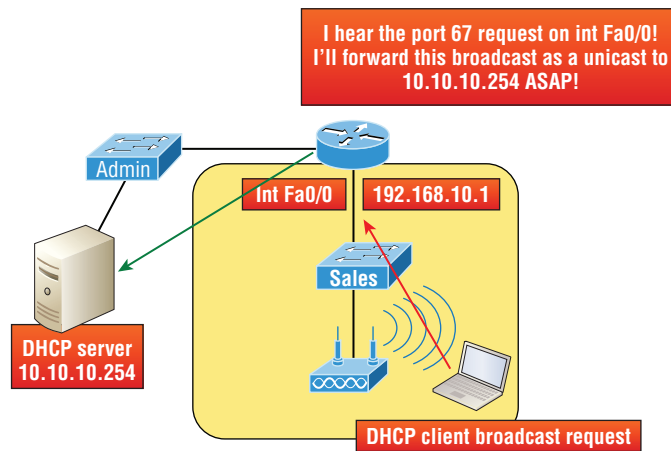 I hear the port 67 request on int Fa0/0!
I'll forward this broadcast as a unicast to
10.10.10.254 ASAP!
Admin
Int Fa0/0
192.168.10.1
Sales
DHCP server
10.10.10.254
DHCP client broadcast request